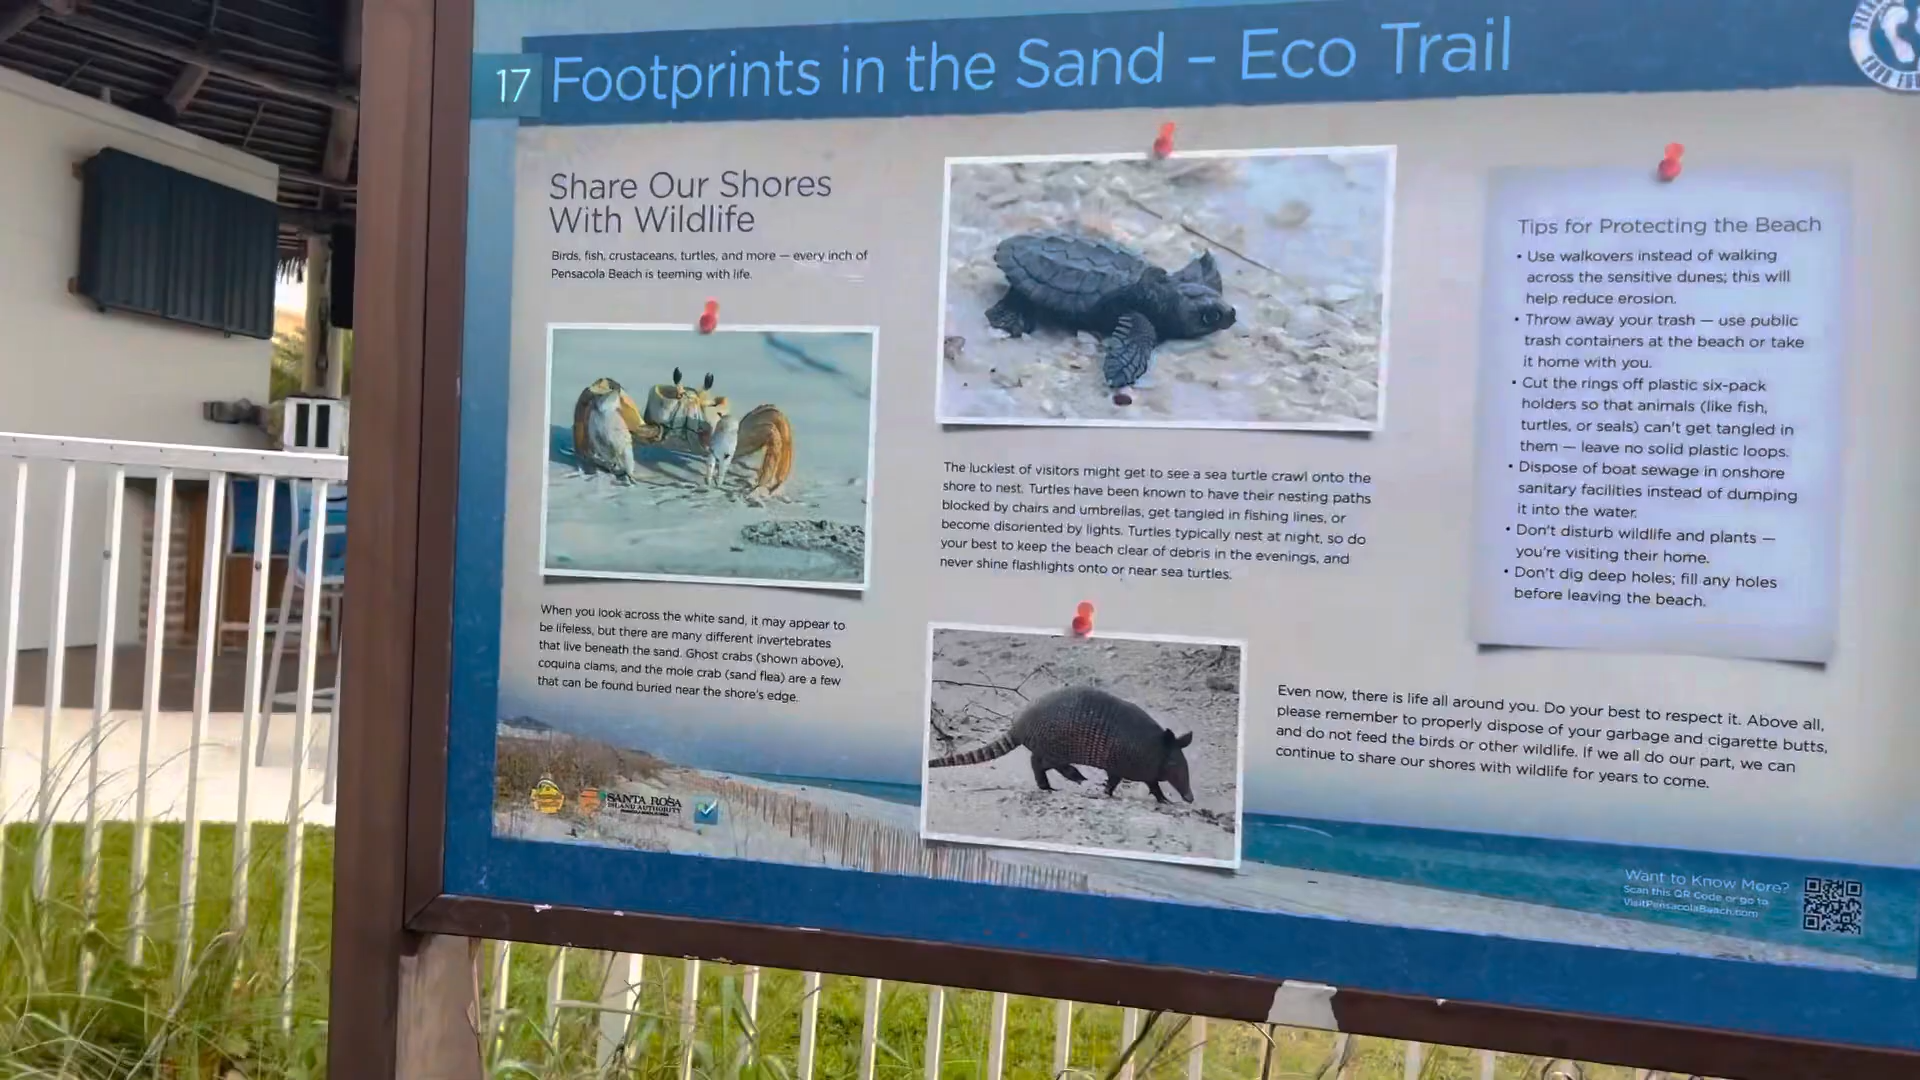 17 Footprints in the Sand – Eco Trail
Share Our Shores
With Wildlife
Birds, fish, crustaceans, turtles, and more — every inch of
Pensacola Beach is teeming with life.
When you look across the white sand, it may appear to
be lifeless, but there are many different invertebrates
that live beneath the sand. Ghost crabs (shown above),
coquina clams, and the mole crab (sand flea) are a few
that can be found buried near the shore's edge.
The luckiest of visitors might get to see a sea turtle crawl onto the
shore to nest. Turtles have been known to have their nesting paths
blocked by chairs and umbrellas, get tangled in fishing lines, or
become disoriented by lights. Turtles typically nest at night, so do
your best to keep the beach clear of debris in the evenings, and
never shine flashlights onto or near sea turtles.
Tips for Protecting the Beach
• Use walkovers instead of walking
across the sensitive dunes; this will
help reduce erosion.
• Throw away your trash — use public
trash containers at the beach or take
it home with you.
• Cut the rings off plastic six-pack
holders so that animals (like fish,
turtles, or seals) can't get tangled in
them — leave no solid plastic loops.
• Dispose of boat sewage in onshore
sanitary facilities instead of dumping
it into the water.
• Don't disturb wildlife and plants —
you're visiting their home.
• Don't dig deep holes; fill any holes
before leaving the beach.
Even now, there is life all around you. Do your best to respect it. Above all,
please remember to properly dispose of your garbage and cigarette butts,
and do not feed the birds or other wildlife. If we all do our part, we can
continue to share our shores with wildlife for years to come.
SANTA ROSA
ISLAND AUTHORITY
Want to Know More?
Scan this QR Code or go to
VisitPensacolaBeach.com